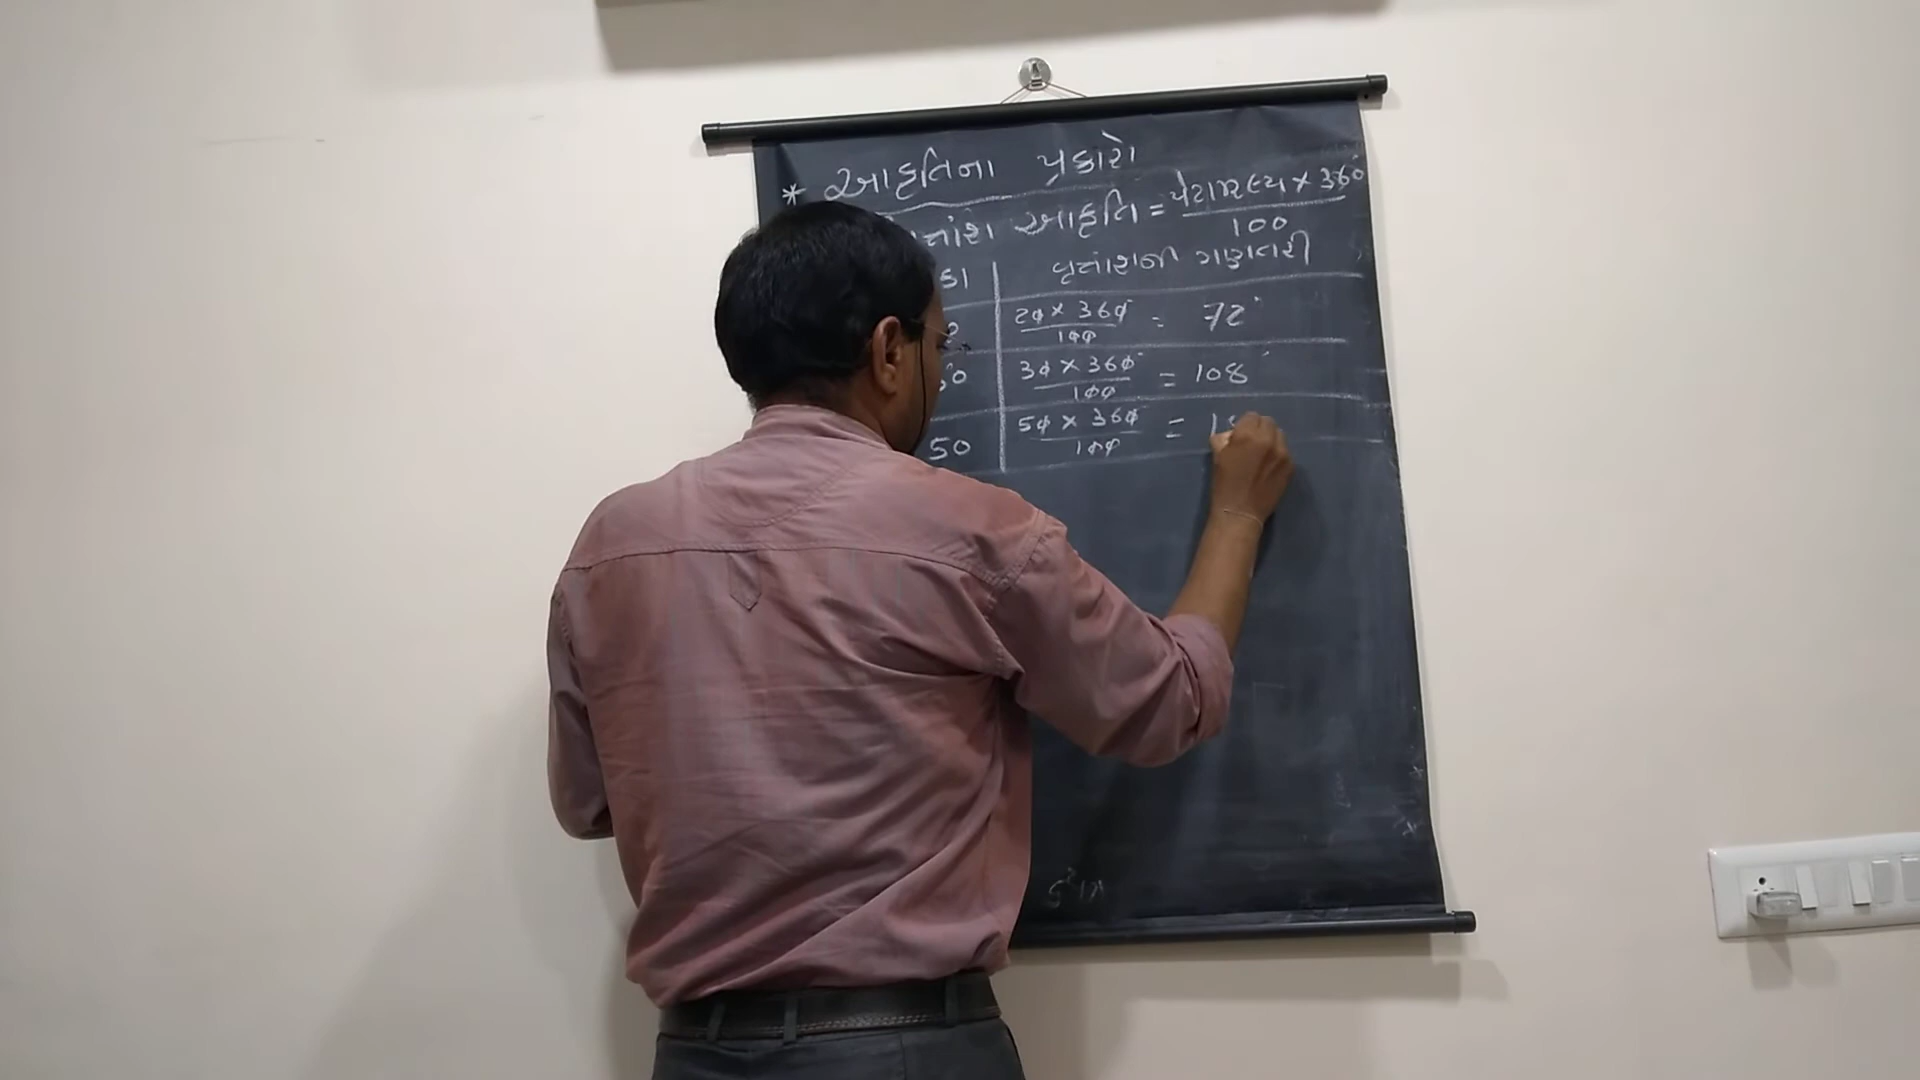 * આકૃતિના પ્રકારો
આકૃતિ = પેટામૂલ્ય × 360° / 100
વૃત્તાંશની ગણતરી
20 × 360° / 100 = 72°
30 × 360° / 100 = 108°
50 50 × 360° / 100 =